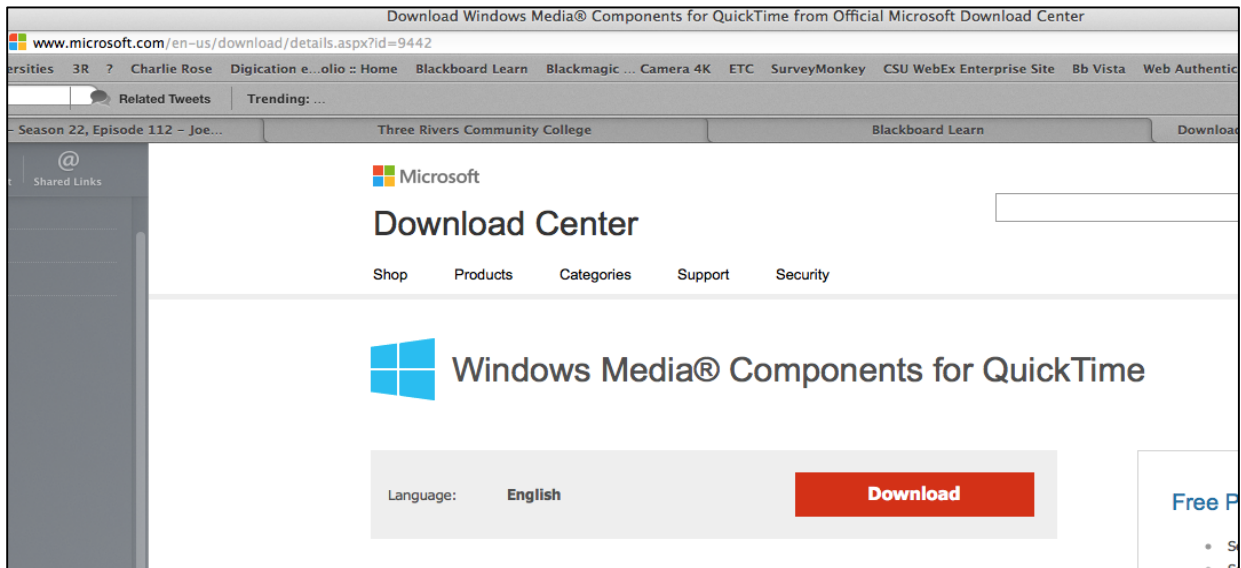 Download Windows Media® Components for QuickTime from Official Microsoft Download Center
www.microsoft.com/en-us/download/details.aspx?id=9442
ersities 3R ? Charlie Rose Digication e...olio :: Home Blackboard Learn Blackmagic ... Camera 4K ETC SurveyMonkey CSU WebEx Enterprise Site Bb Vista Web Authentic
Related Tweets Trending: ...
– Season 22, Episode 112 – Joe... Three Rivers Community College Blackboard Learn Download
@
t Shared Links
Microsoft
Download Center
Shop Products Categories Support Security
Windows Media® Components for QuickTime
Language: English Download
Free P